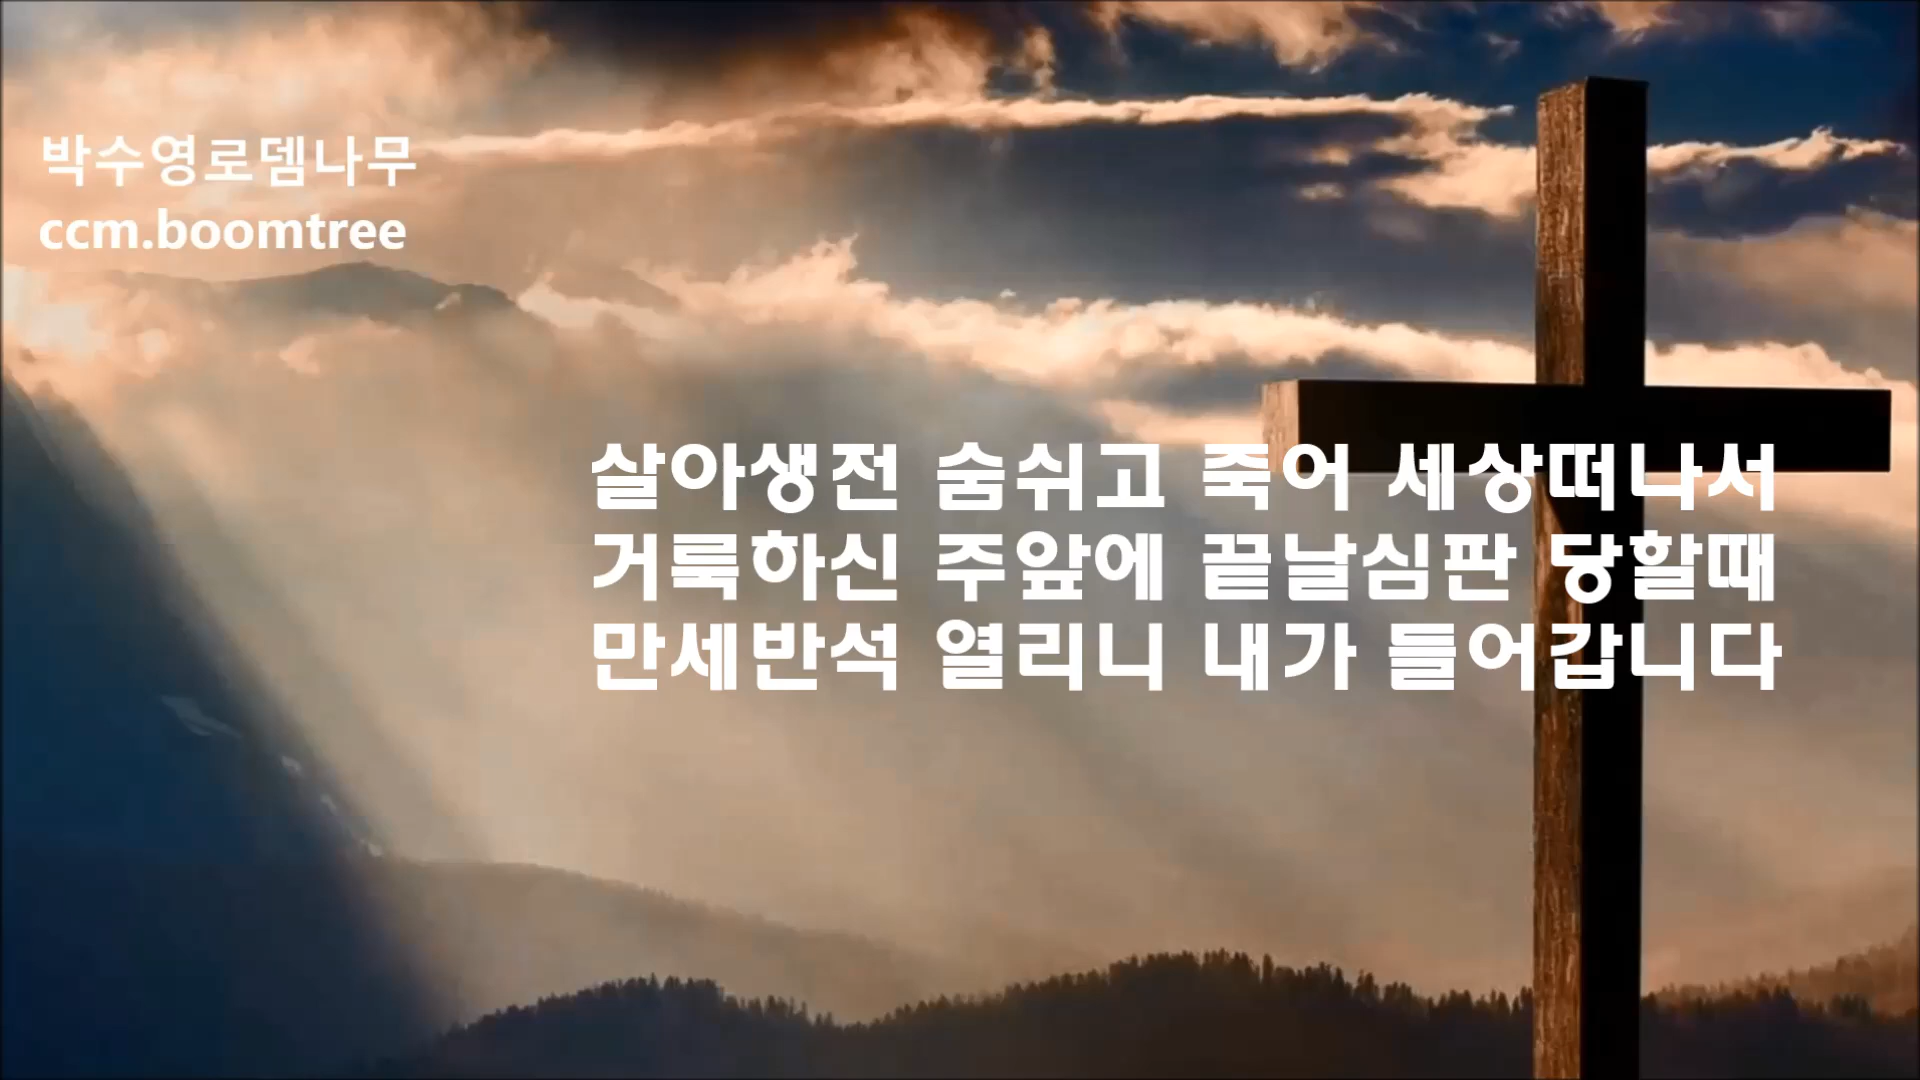 박수영로뎀나무
ccm.boomtree
살아생전 숨쉬고 죽어 세상떠나서
거룩하신 주앞에 끝날심판 당할때
만세반석 열리니 내가 들어갑니다